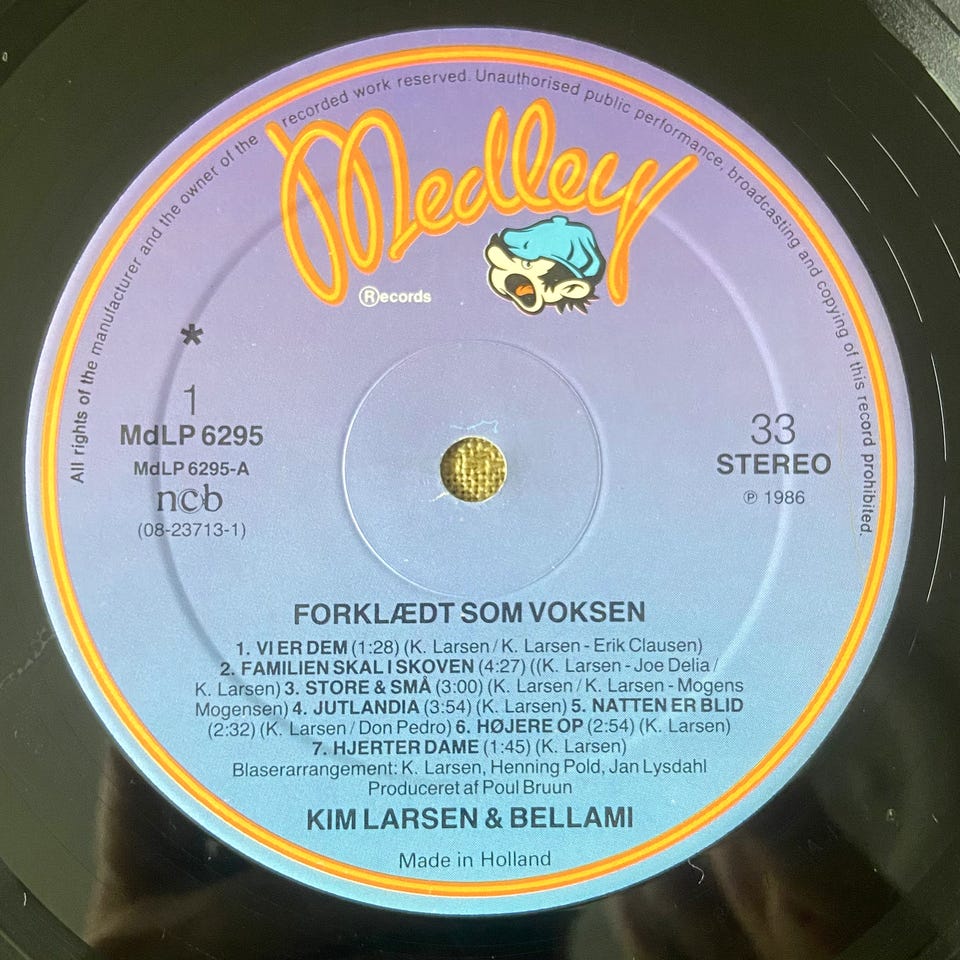 All rights of the manufacturer and the owner of the recorded work reserved. Unauthorised public performance, broadcasting and copying of this record prohibited.
Medley
Ⓡecords
*
1
MdLP 6295
MdLP 6295-A
ncb
(08-23713-1)
33
STEREO
℗ 1986
FORKLÆDT SOM VOKSEN
1. VI ER DEM (1:28) (K. Larsen / K. Larsen - Erik Clausen)
2. FAMILIEN SKAL I SKOVEN (4:27) ((K. Larsen - Joe Delia /
K. Larsen) 3. STORE & SMÅ (3:00) (K. Larsen / K. Larsen - Mogens
Mogensen) 4. JUTLANDIA (3:54) (K. Larsen) 5. NATTEN ER BLID
(2:32) (K. Larsen / Don Pedro) 6. HØJERE OP (2:54) (K. Larsen)
7. HJERTER DAME (1:45) (K. Larsen)
Blaserarrangement: K. Larsen, Henning Pold, Jan Lysdahl
Produceret af Poul Bruun
KIM LARSEN & BELLAMI
Made in Holland